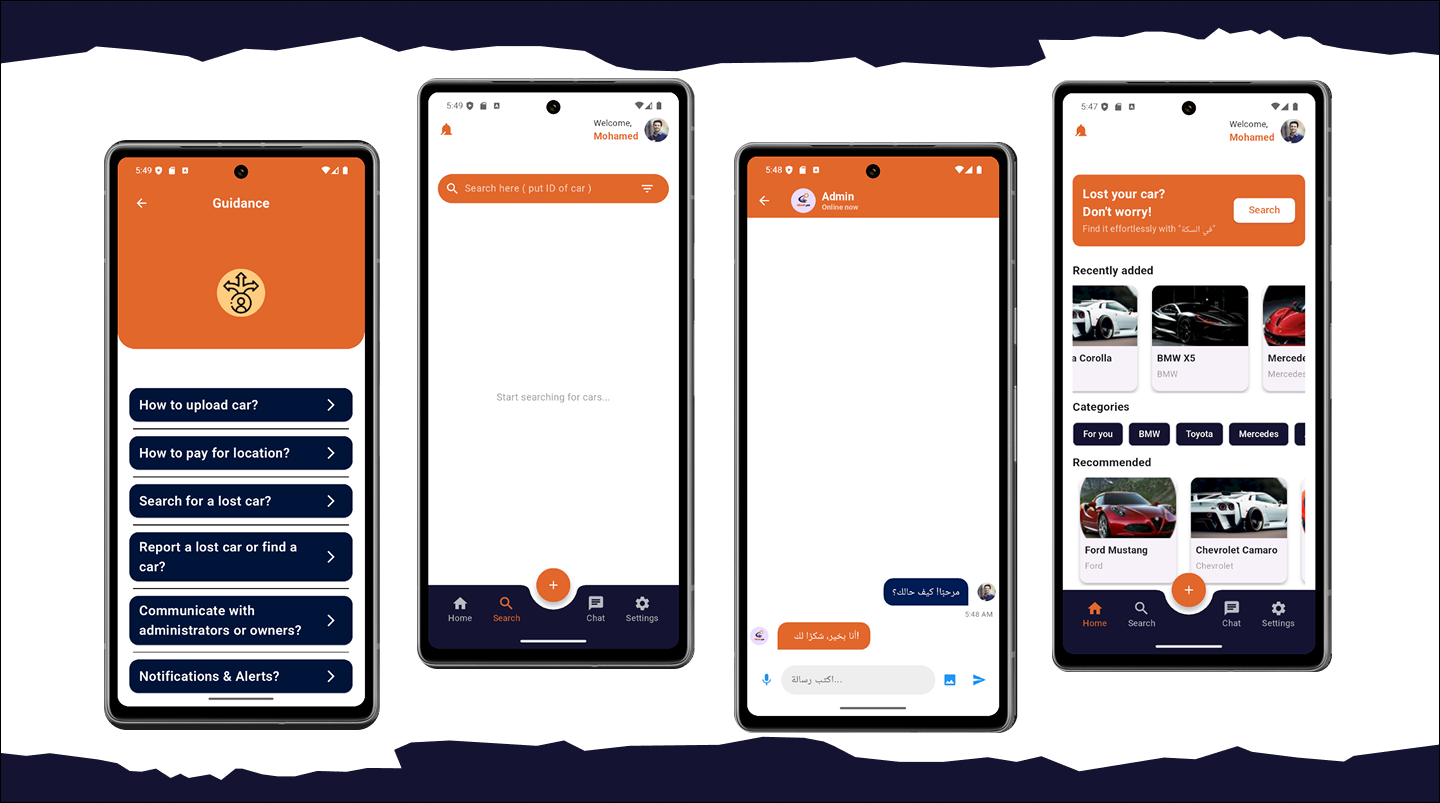 5:49
Guidance
How to upload car?
How to pay for location?
Search for a lost car?
Report a lost car or find a
car?
Communicate with
administrators or owners?
Notifications & Alerts?
5:49
Welcome,
Mohamed
Search here ( put ID of car )
Start searching for cars...
Home
Search
Chat
Settings
5:48
Admin
Online now
مرحبًا! كيف حالك؟
5:48 AM
أنا بخير، شكرًا لك!
اكتب رسالة...
5:47
Welcome,
Mohamed
Lost your car?
Don't worry!
Find it effortlessly with "في السكة"
Search
Recently added
a Corolla
BMW X5
BMW
Mercede
Mercedes
Categories
For you
BMW
Toyota
Mercedes
Recommended
Ford Mustang
Ford
Chevrolet Camaro
Chevrolet
Home
Search
Chat
Settings